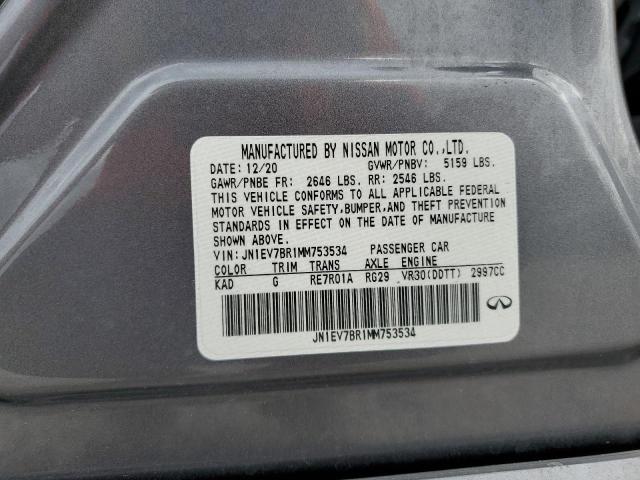 MANUFACTURED BY NISSAN MOTOR CO.,LTD.
DATE: 12/20 GVWR/PNBV: 5159 LBS.
GAWR/PNBE FR: 2646 LBS. RR: 2546 LBS.
THIS VEHICLE CONFORMS TO ALL APPLICABLE FEDERAL
MOTOR VEHICLE SAFETY,BUMPER,AND THEFT PREVENTION
STANDARDS IN EFFECT ON THE DATE OF MANUFACTURE
SHOWN ABOVE.
VIN: JN1EV7BR1MM753534 PASSENGER CAR
COLOR TRIM TRANS AXLE ENGINE
KAD G RE7R01A RG29 VR30(DDTT) 2997CC
JN1EV7BR1MM753534